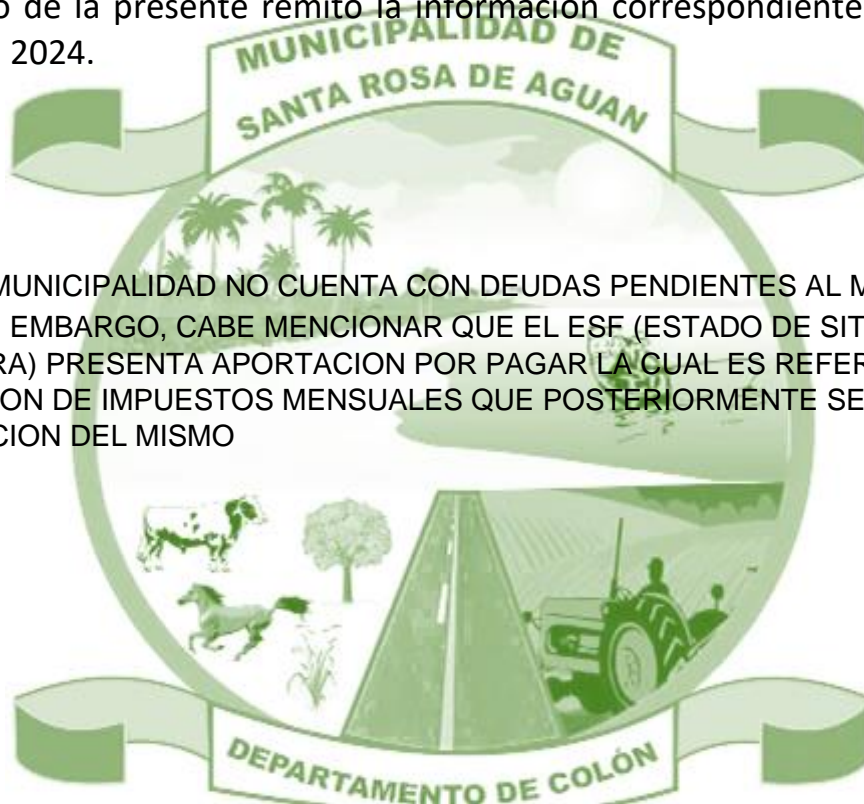 o de la presente remito la información correspondiente
2024.
MUNICIPALIDAD DE
SANTA ROSA DE AGUAN
MUNICIPALIDAD NO CUENTA CON DEUDAS PENDIENTES AL M
EMBARGO, CABE MENCIONAR QUE EL ESF (ESTADO DE SIT
RA) PRESENTA APORTACION POR PAGAR LA CUAL ES REFER
ON DE IMPUESTOS MENSUALES QUE POSTERIORMENTE SE
CION DEL MISMO
DEPARTAMENTO DE COLÓN